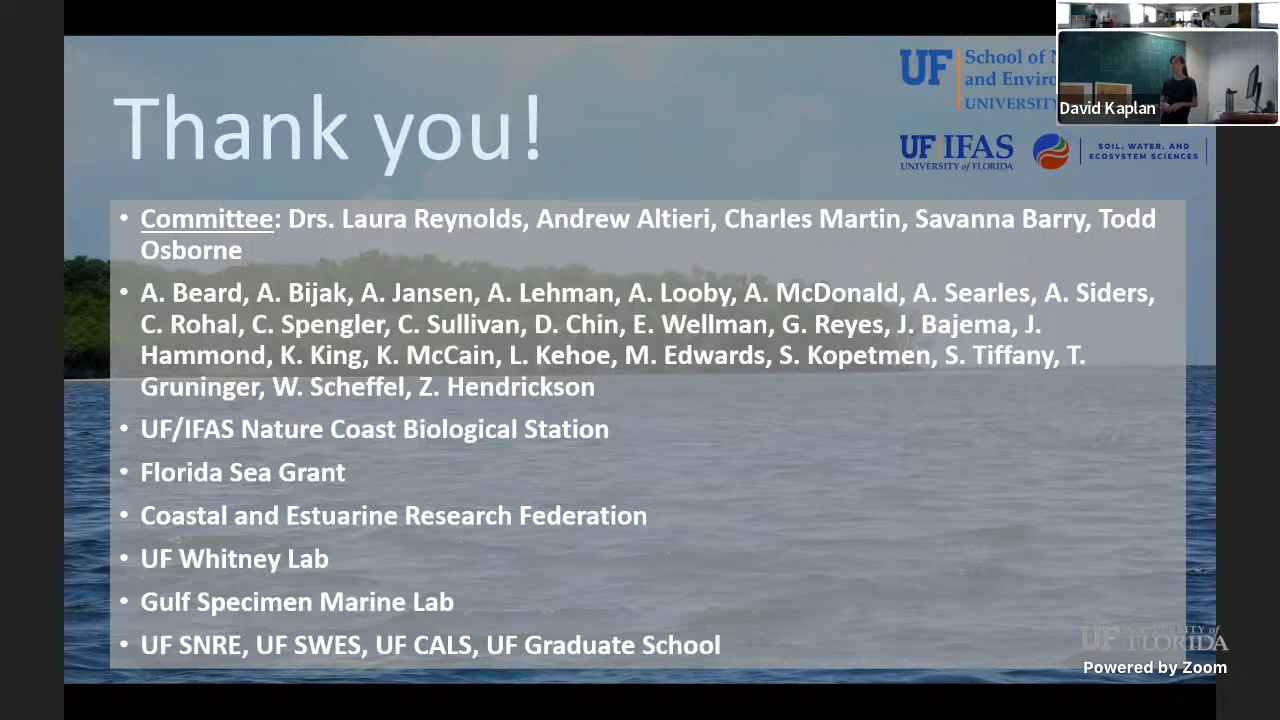 UF School of N
and Enviro
UNIVERSITY
David Kaplan
Thank you!
UF IFAS
UNIVERSITY of FLORIDA
SOIL, WATER, AND
ECOSYSTEM SCIENCES
• Committee: Drs. Laura Reynolds, Andrew Altieri, Charles Martin, Savanna Barry, Todd
Osborne
• A. Beard, A. Bijak, A. Jansen, A. Lehman, A. Looby, A. McDonald, A. Searles, A. Siders,
C. Rohal, C. Spengler, C. Sullivan, D. Chin, E. Wellman, G. Reyes, J. Bajema, J.
Hammond, K. King, K. McCain, L. Kehoe, M. Edwards, S. Kopetmen, S. Tiffany, T.
Gruninger, W. Scheffel, Z. Hendrickson
• UF/IFAS Nature Coast Biological Station
• Florida Sea Grant
• Coastal and Estuarine Research Federation
• UF Whitney Lab
• Gulf Specimen Marine Lab
• UF SNRE, UF SWES, UF CALS, UF Graduate School
UF UNIVERSITY of
FLORIDA
Powered by Zoom